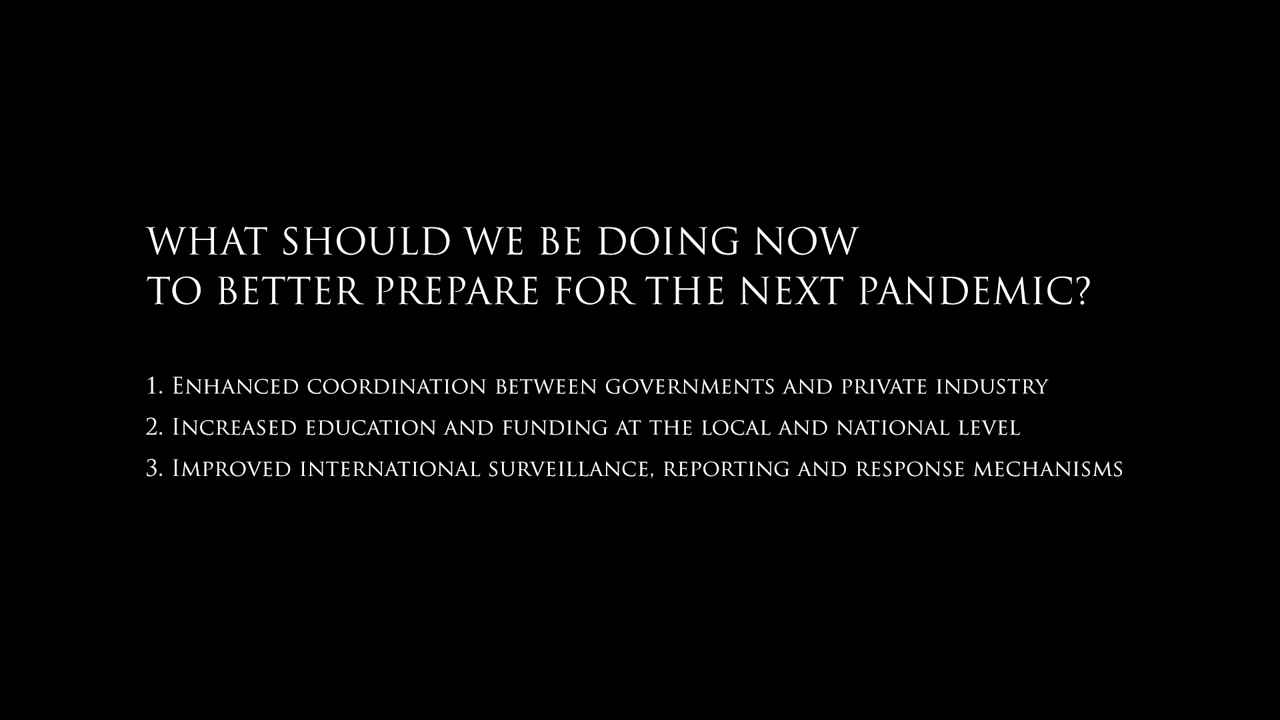 WHAT SHOULD WE BE DOING NOW
TO BETTER PREPARE FOR THE NEXT PANDEMIC?
1. Enhanced coordination between governments and private industry
2. Increased education and funding at the local and national level
3. Improved international surveillance, reporting and response mechanisms